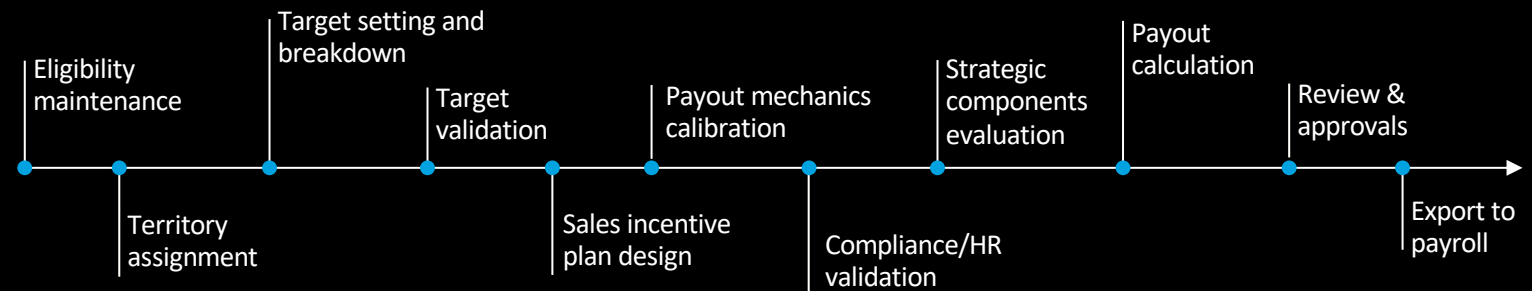 Eligibility
maintenance
Territory
assignment
Target setting and
breakdown
Target
validation
Sales incentive
plan design
Payout mechanics
calibration
Compliance/HR
validation
Strategic
components
evaluation
Payout
calculation
Review &
approvals
Export to
payroll